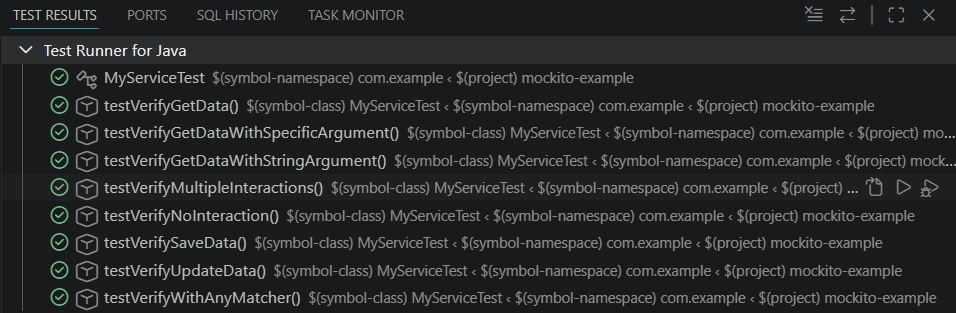 TEST RESULTS PORTS SQL HISTORY TASK MONITOR
Test Runner for Java
MyServiceTest $(symbol-namespace) com.example < $(project) mockito-example
testVerifyGetData() $(symbol-class) MyServiceTest < $(symbol-namespace) com.example < $(project) mockito-example
testVerifyGetDataWithSpecificArgument() $(symbol-class) MyServiceTest < $(symbol-namespace) com.example < $(project) mo...
testVerifyGetDataWithStringArgument() $(symbol-class) MyServiceTest < $(symbol-namespace) com.example < $(project) mock...
testVerifyMultipleInteractions() $(symbol-class) MyServiceTest < $(symbol-namespace) com.example < $(project) ...
testVerifyNoInteraction() $(symbol-class) MyServiceTest < $(symbol-namespace) com.example < $(project) mockito-example
testVerifySaveData() $(symbol-class) MyServiceTest < $(symbol-namespace) com.example < $(project) mockito-example
testVerifyUpdateData() $(symbol-class) MyServiceTest < $(symbol-namespace) com.example < $(project) mockito-example
testVerifyWithAnyMatcher() $(symbol-class) MyServiceTest < $(symbol-namespace) com.example < $(project) mockito-example